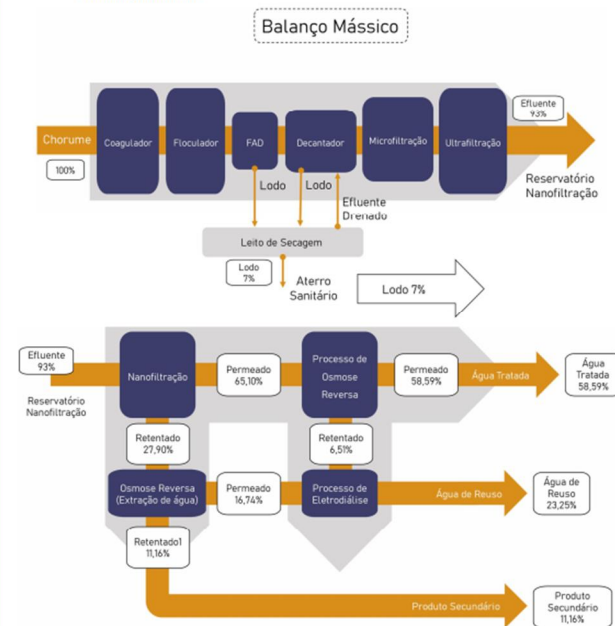 Balanço Mássico
Chorume
100%
Coagulador
Floculador
FAD
Decantador
Microfiltração
Ultrafiltração
Efluente
93%
Reservatório
Nanofiltração
Lodo
Lodo
Efluente
Drenado
Leito de Secagem
Lodo
7%
Aterro
Sanitário
Lodo 7%
Efluente
93%
Reservatório
Nanofiltração
Nanofiltração
Permeado
65,10%
Processo de
Osmose
Reversa
Permeado
58,59%
Água Tratada
Água
Tratada
58,59%
Retentado
27,90%
Retentado
6,51%
Osmose Reversa
(Extração de água)
Permeado
16,74%
Processo de
Eletrodiálise
Água de Reuso
Água de
Reuso
23,25%
Retentado1
11,16%
Produto Secundário
Produto
Secundário
11,16%